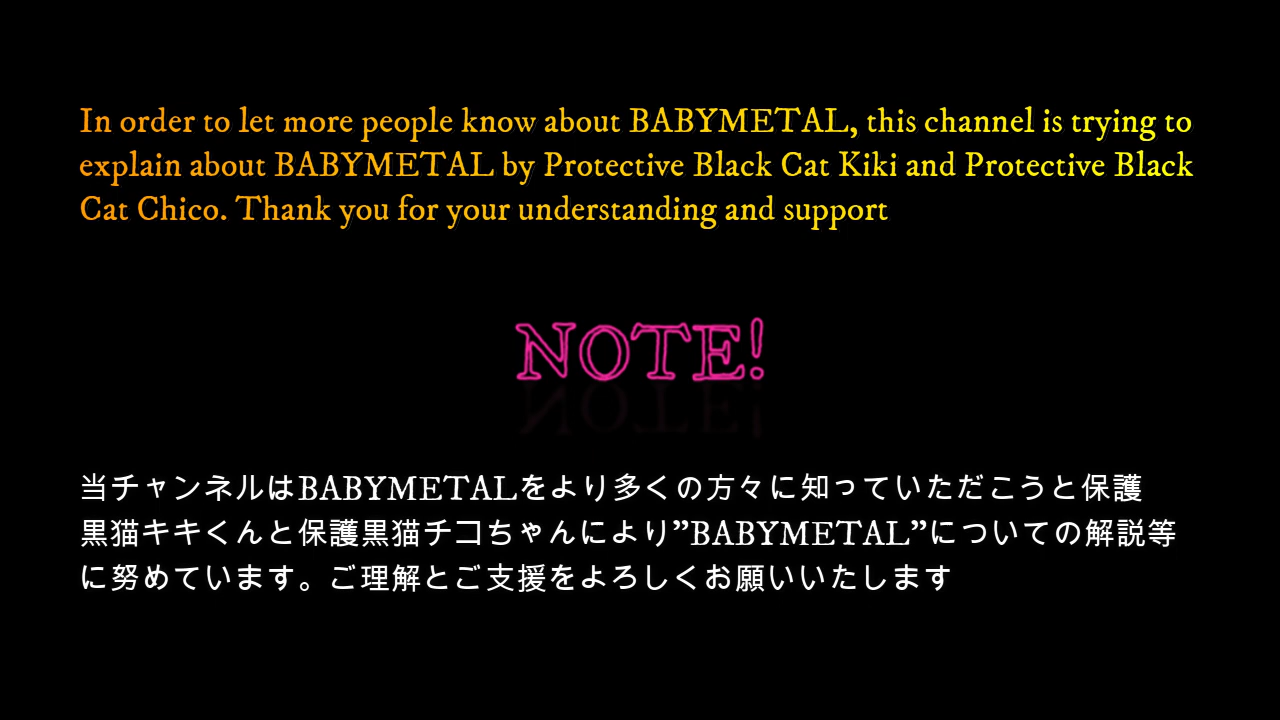 In order to let more people know about BABYMETAL, this channel is trying to
explain about BABYMETAL by Protective Black Cat Kiki and Protective Black
Cat Chico. Thank you for your understanding and support
NOTE!
当チャンネルはBABYMETALをより多くの方々に知っていただこうと保護
黒猫キキくんと保護黒猫チコちゃんにより”BABYMETAL”についての解説等
に努めています。ご理解とご支援をよろしくお願いいたします